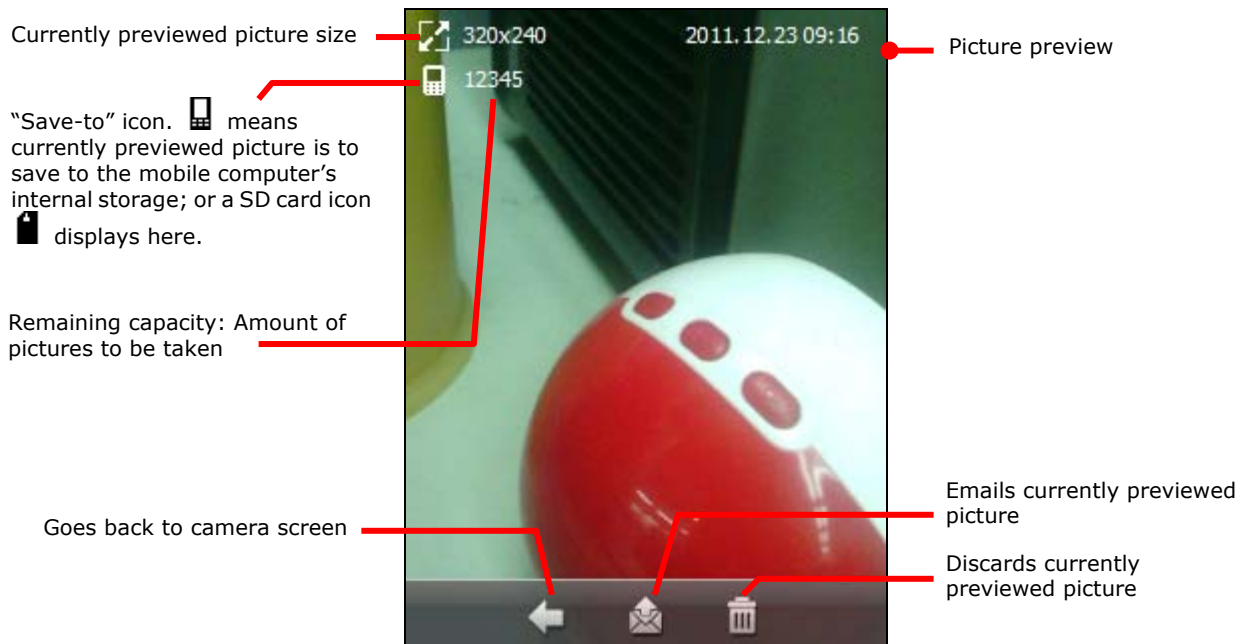 Currently previewed picture size
320x240
2011.12.23 09:16
Picture preview
12345
“Save-to” icon. means
currently previewed picture is to
save to the mobile computer’s
internal storage; or a SD card icon
displays here.
Remaining capacity: Amount of
pictures to be taken
Goes back to camera screen
Emails currently previewed
picture
Discards currently
previewed picture